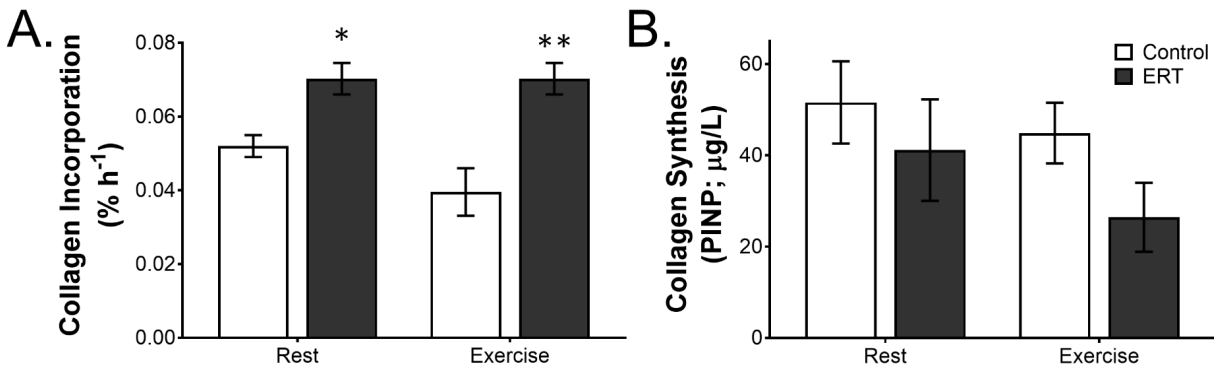 A.
Collagen Incorporation
(% h⁻¹)
0.08
0.06
0.04
0.02
0.00
*
**
Rest
Exercise
B.
Collagen Synthesis
(PINP; µg/L)
60
40
20
0
Control
ERT
Rest
Exercise